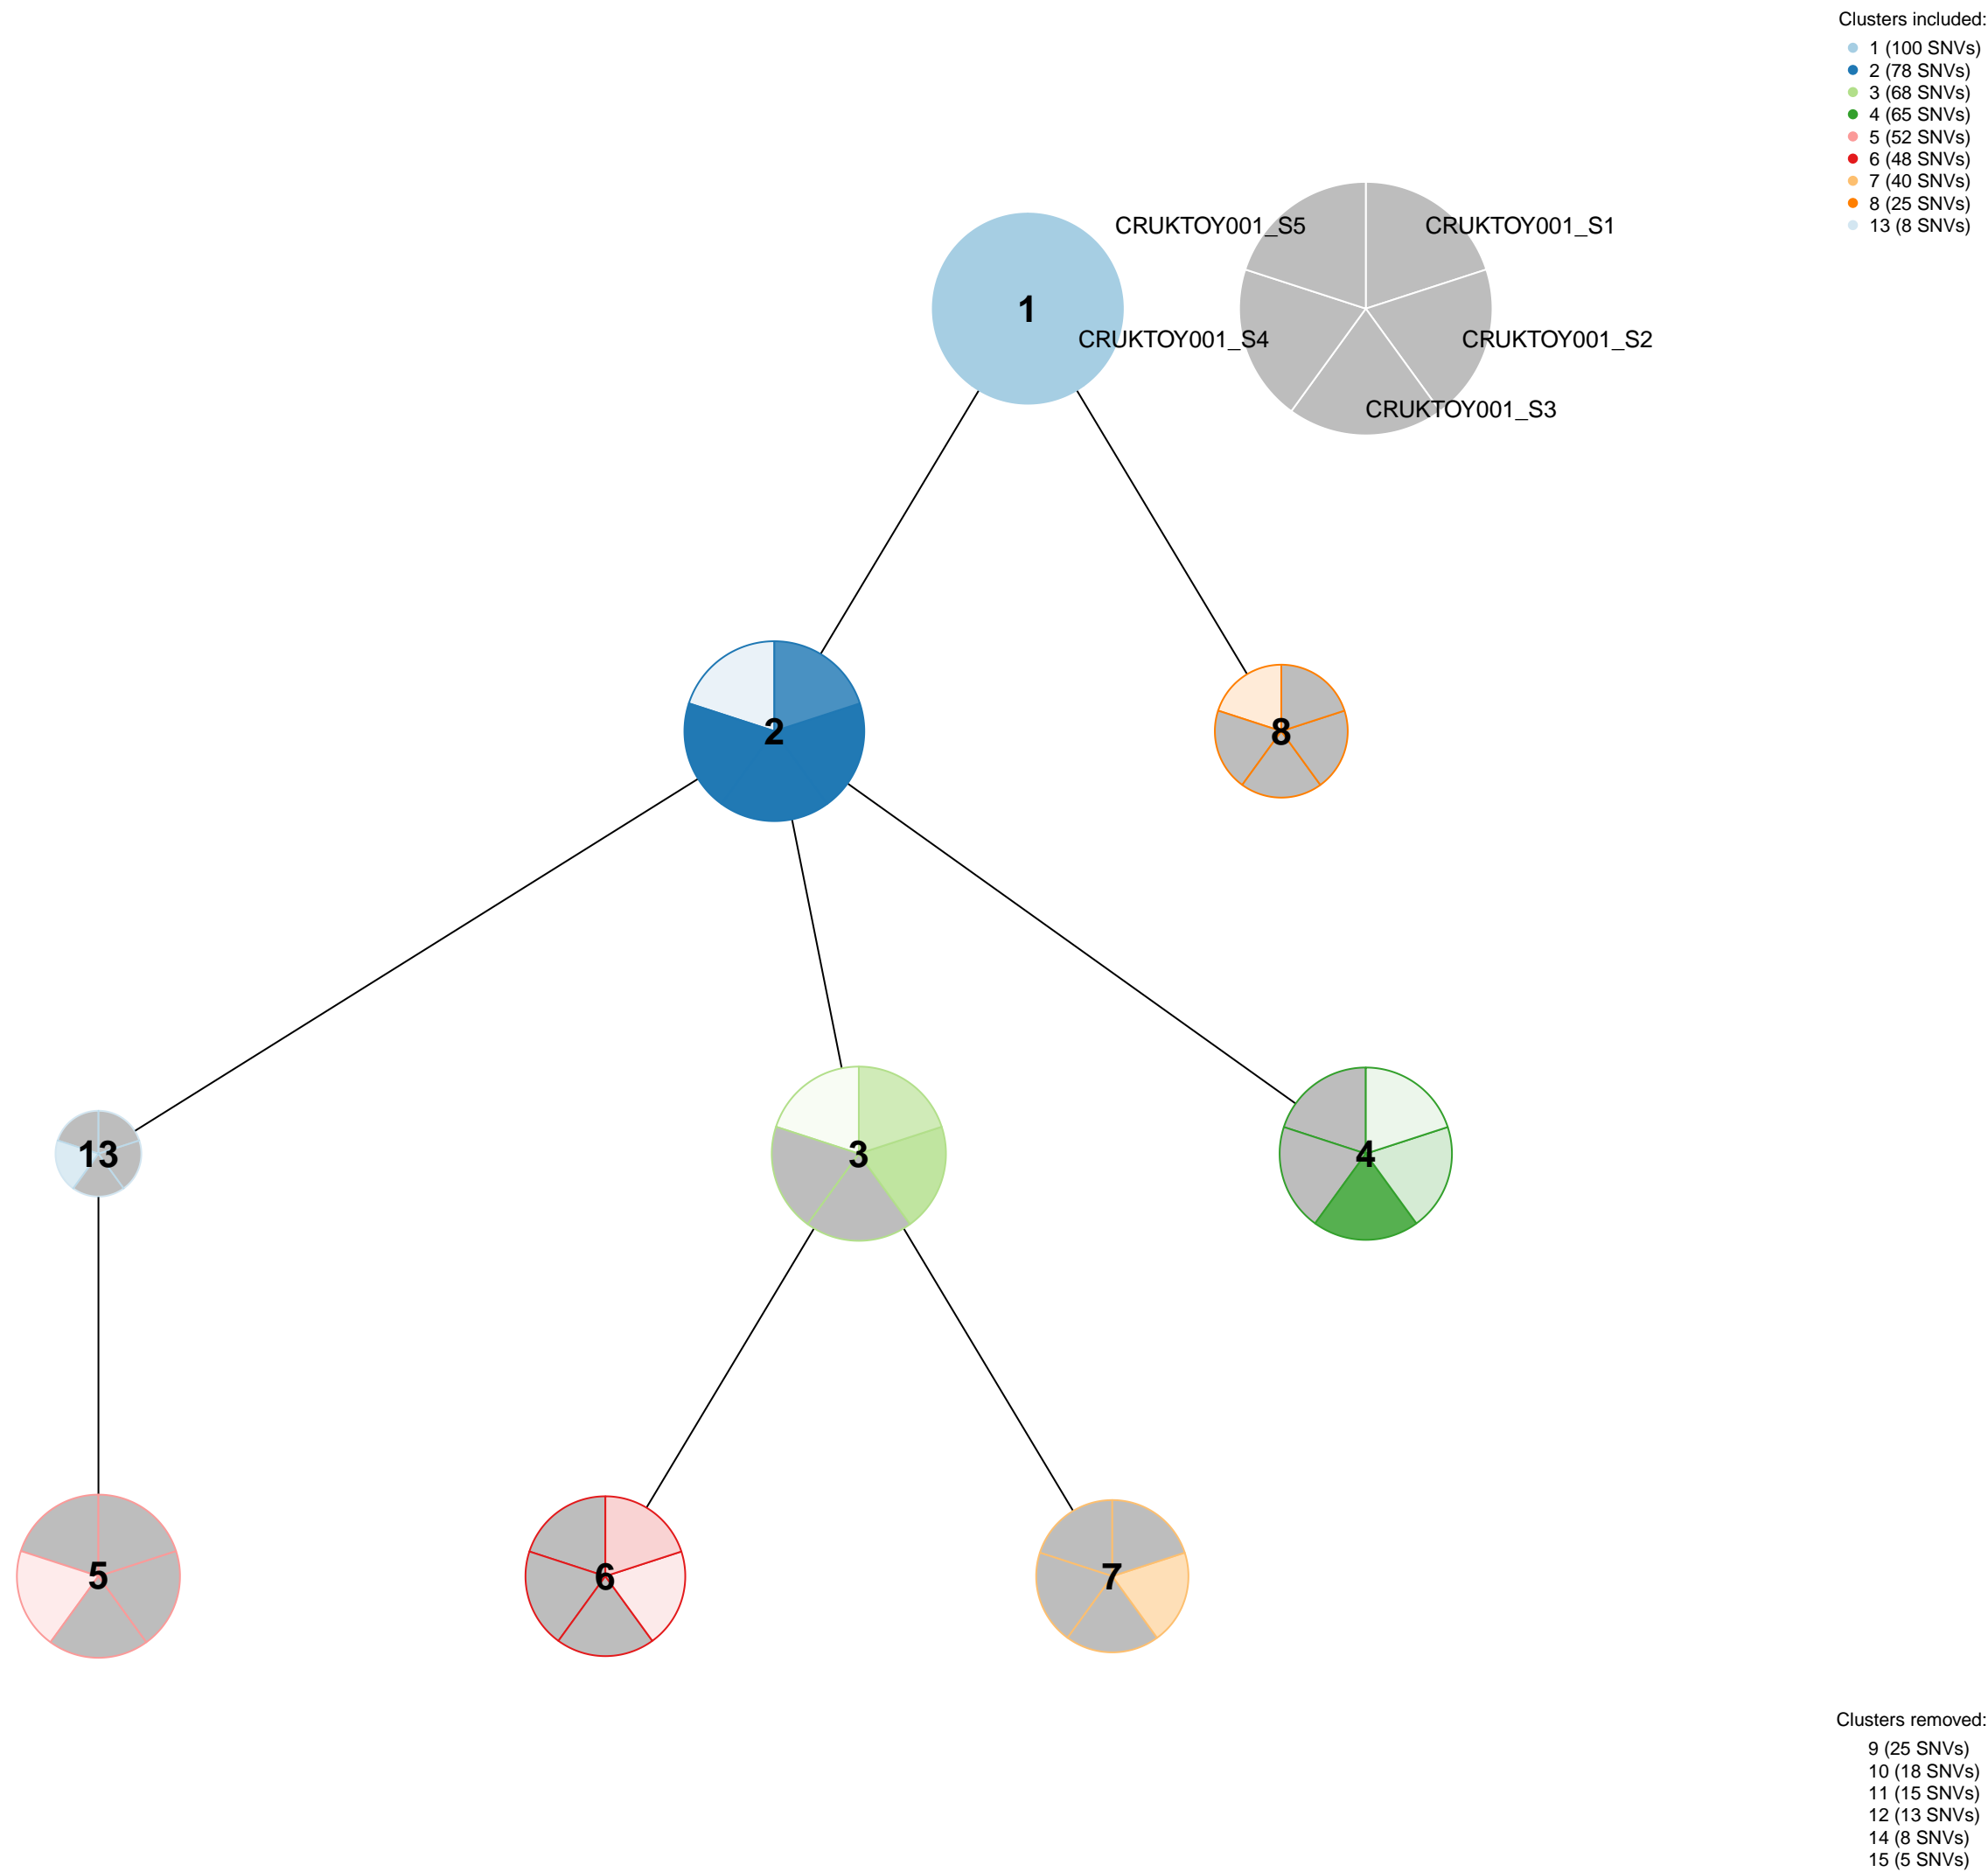 Clusters included:
1 (100 SNVs)
2 (78 SNVs)
3 (68 SNVs)
4 (65 SNVs)
5 (52 SNVs)
6 (48 SNVs)
7 (40 SNVs)
8 (25 SNVs)
13 (8 SNVs)
CRUKTOY001_S5
CRUKTOY001_S1
1
CRUKTOY001_S4
CRUKTOY001_S2
CRUKTOY001_S3
2
8
13
3
4
5
6
7
Clusters removed:
9 (25 SNVs)
10 (18 SNVs)
11 (15 SNVs)
12 (13 SNVs)
14 (8 SNVs)
15 (5 SNVs)